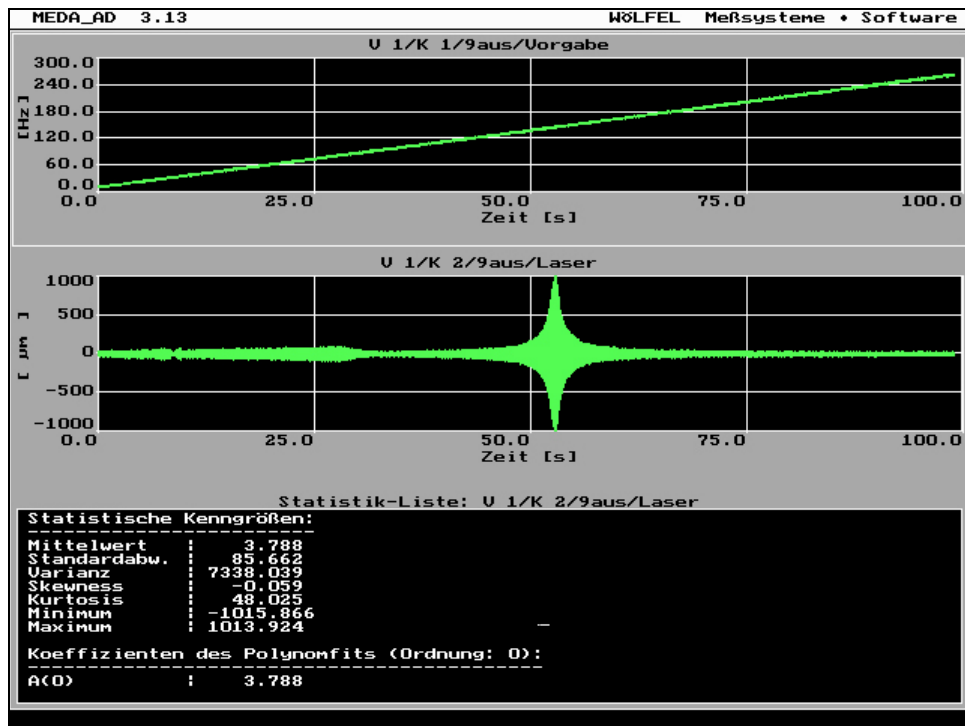 MEDA_AD 3.13 WÖLFEL Meßsysteme • Software
V 1/K 1/9aus/Vorgabe
300.0
240.0
180.0
120.0
60.0
0.0
[Hz]
0.0 25.0 50.0 75.0 100.0
Zeit [s]
V 1/K 2/9aus/Laser
1000
500
0
-500
-1000
[ µm ]
0.0 25.0 50.0 75.0 100.0
Zeit [s]
Statistik-Liste: V 1/K 2/9aus/Laser
Statistische Kenngrößen:
------------------------
Mittelwert ¦ 3.788
Standardabw. ¦ 85.662
Varianz ¦ 7338.039
Skewness ¦ -0.059
Kurtosis ¦ 48.025
Minimum ¦ -1015.866
Maximum ¦ 1013.924
Koeffizienten des Polynomfits (Ordnung: 0):
-------------------------------------------
A(0) ¦ 3.788